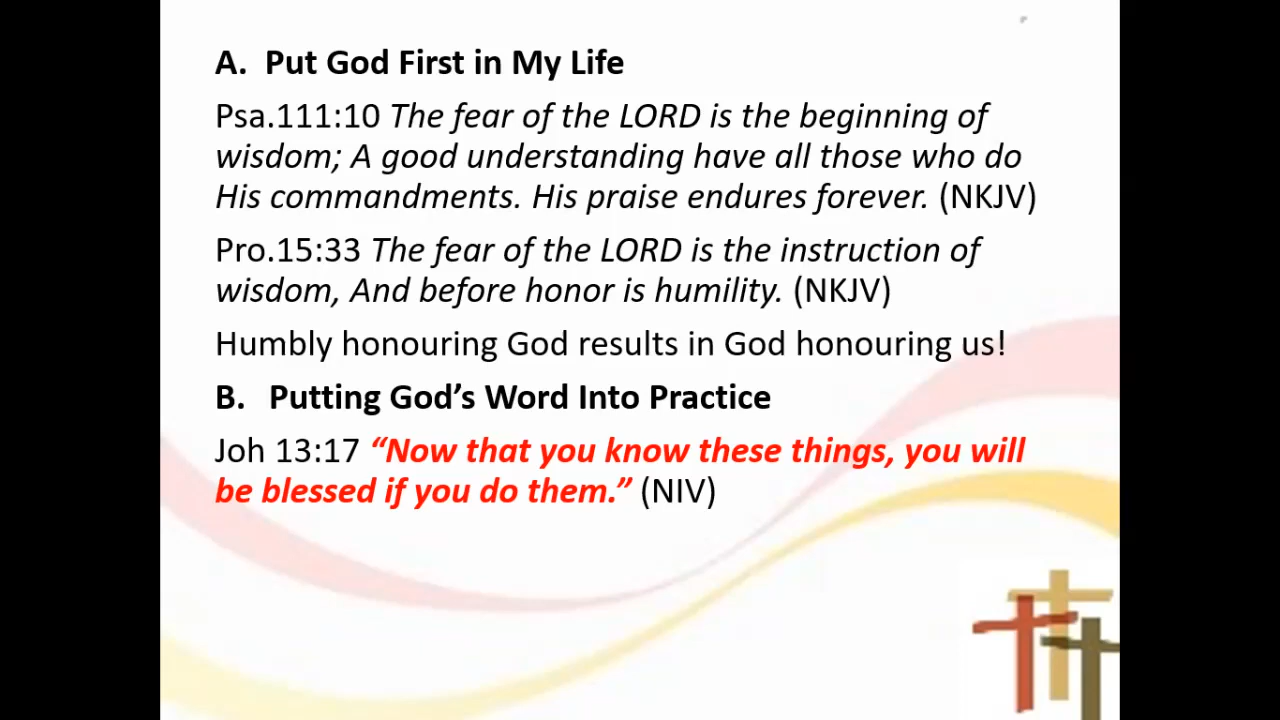 A. Put God First in My Life
Psa.111:10 The fear of the LORD is the beginning of
wisdom; A good understanding have all those who do
His commandments. His praise endures forever. (NKJV)
Pro.15:33 The fear of the LORD is the instruction of
wisdom, And before honor is humility. (NKJV)
Humbly honouring God results in God honouring us!
B. Putting God’s Word Into Practice
Joh 13:17 “Now that you know these things, you will
be blessed if you do them.” (NIV)